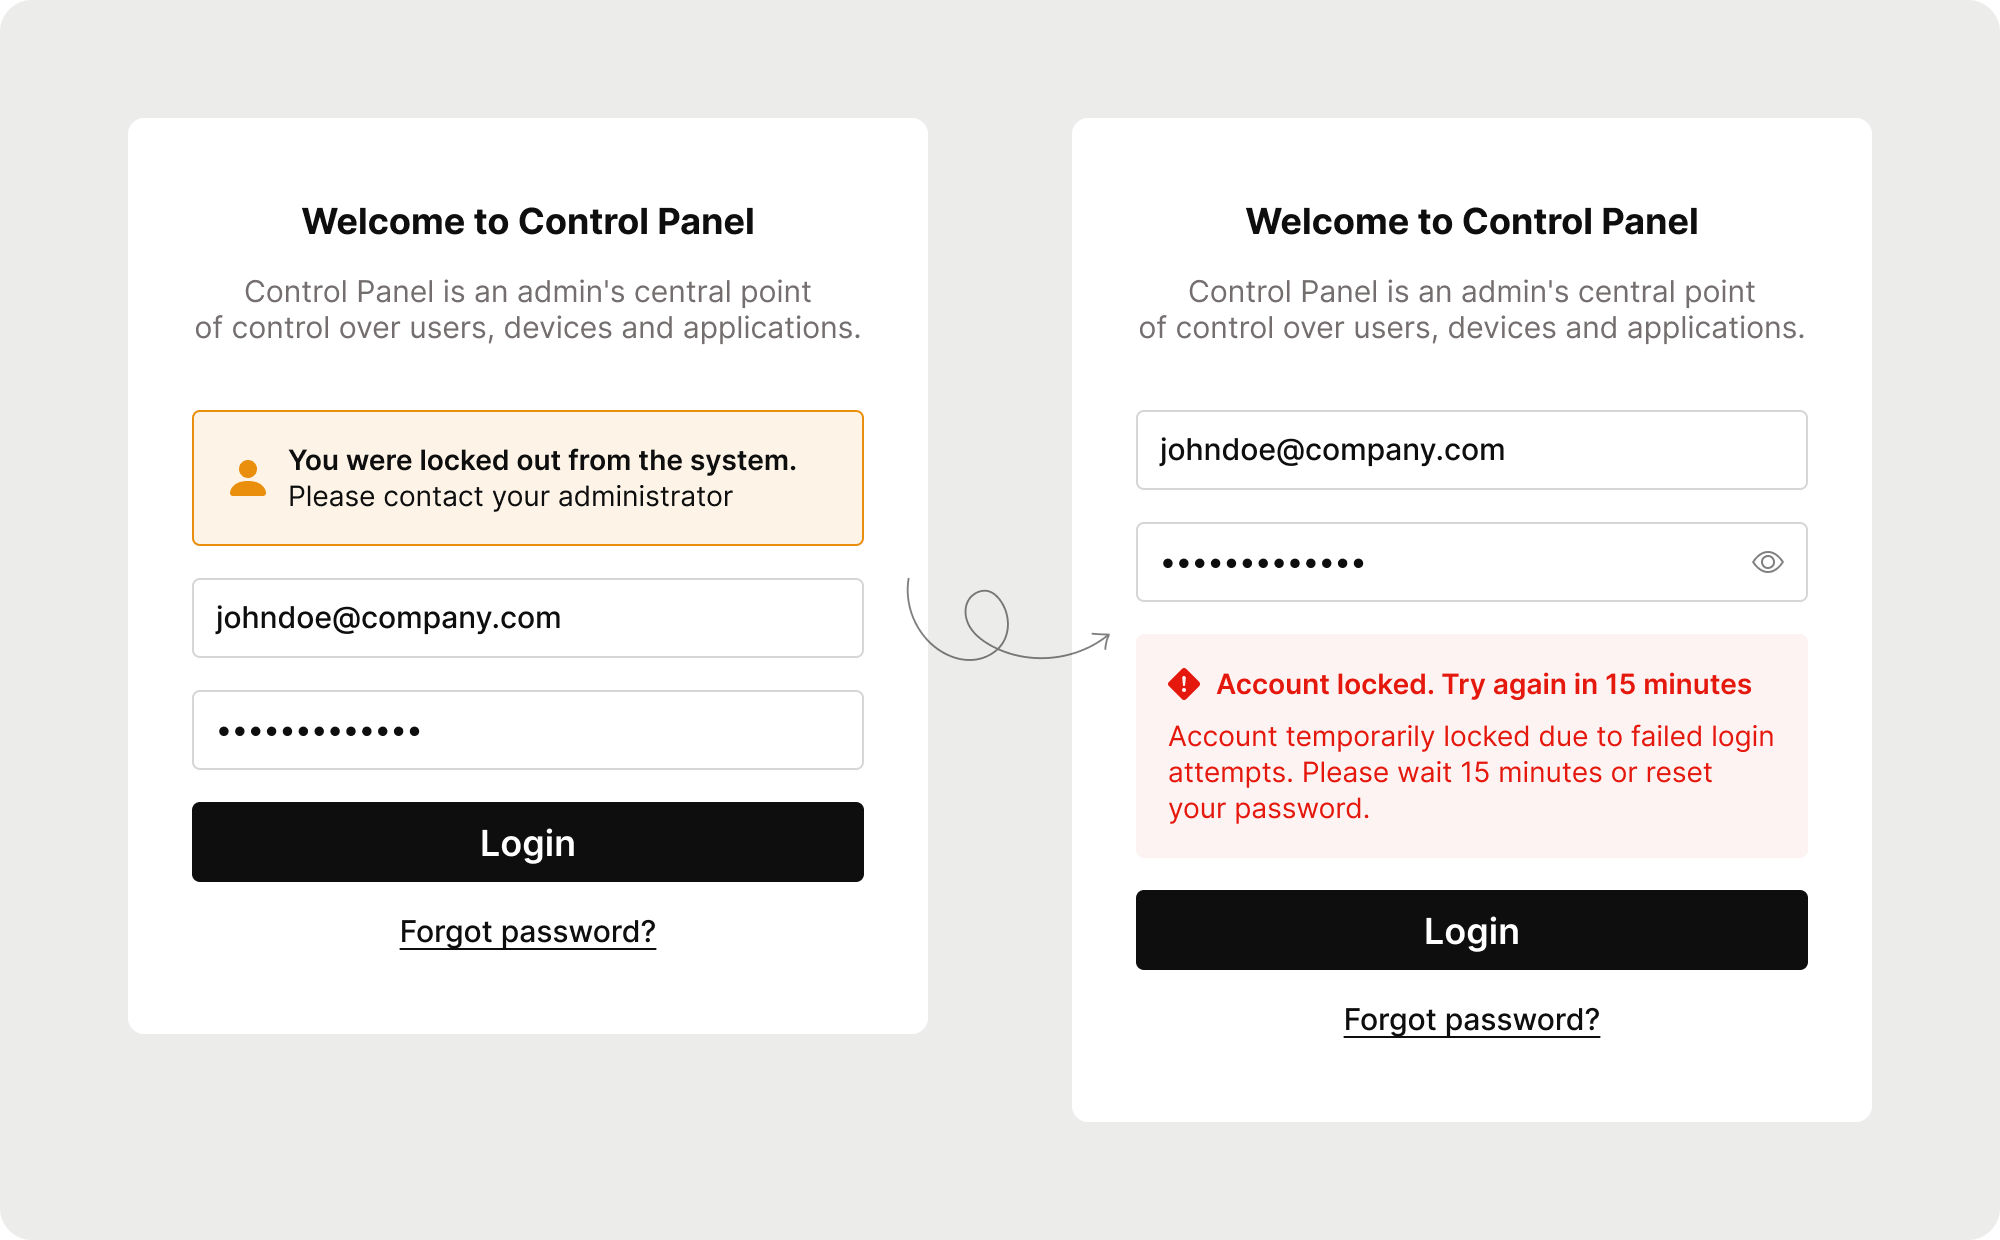 Welcome to Control Panel
Control Panel is an admin's central point
of control over users, devices and applications.
You were locked out from the system.
Please contact your administrator
johndoe@company.com
•••••••••••••
Login
Forgot password?
Welcome to Control Panel
Control Panel is an admin's central point
of control over users, devices and applications.
johndoe@company.com
•••••••••••••
Account locked. Try again in 15 minutes
Account temporarily locked due to failed login
attempts. Please wait 15 minutes or reset
your password.
Login
Forgot password?